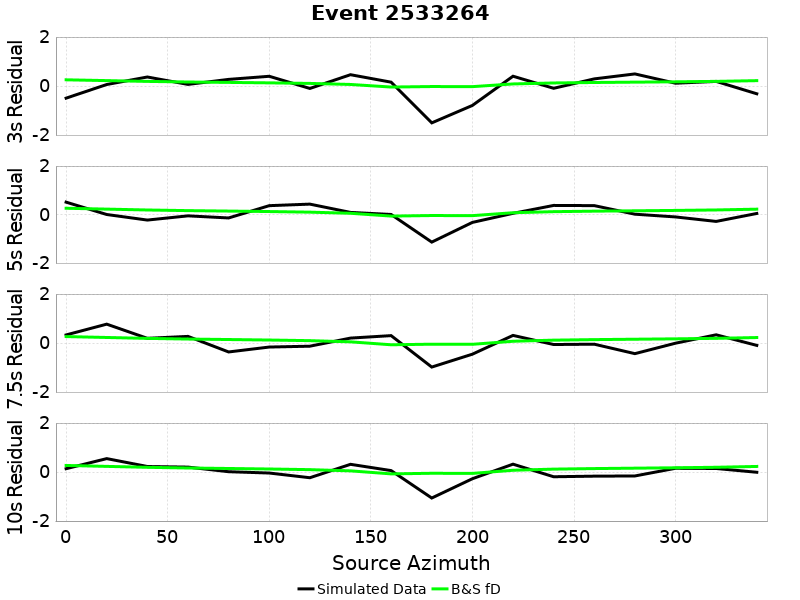 Event 2533264
3s Residual
2
0
-2
5s Residual
2
0
-2
7.5s Residual
2
0
-2
10s Residual
2
0
-2
0 50 100 150 200 250 300
Source Azimuth
Simulated Data B&S fD